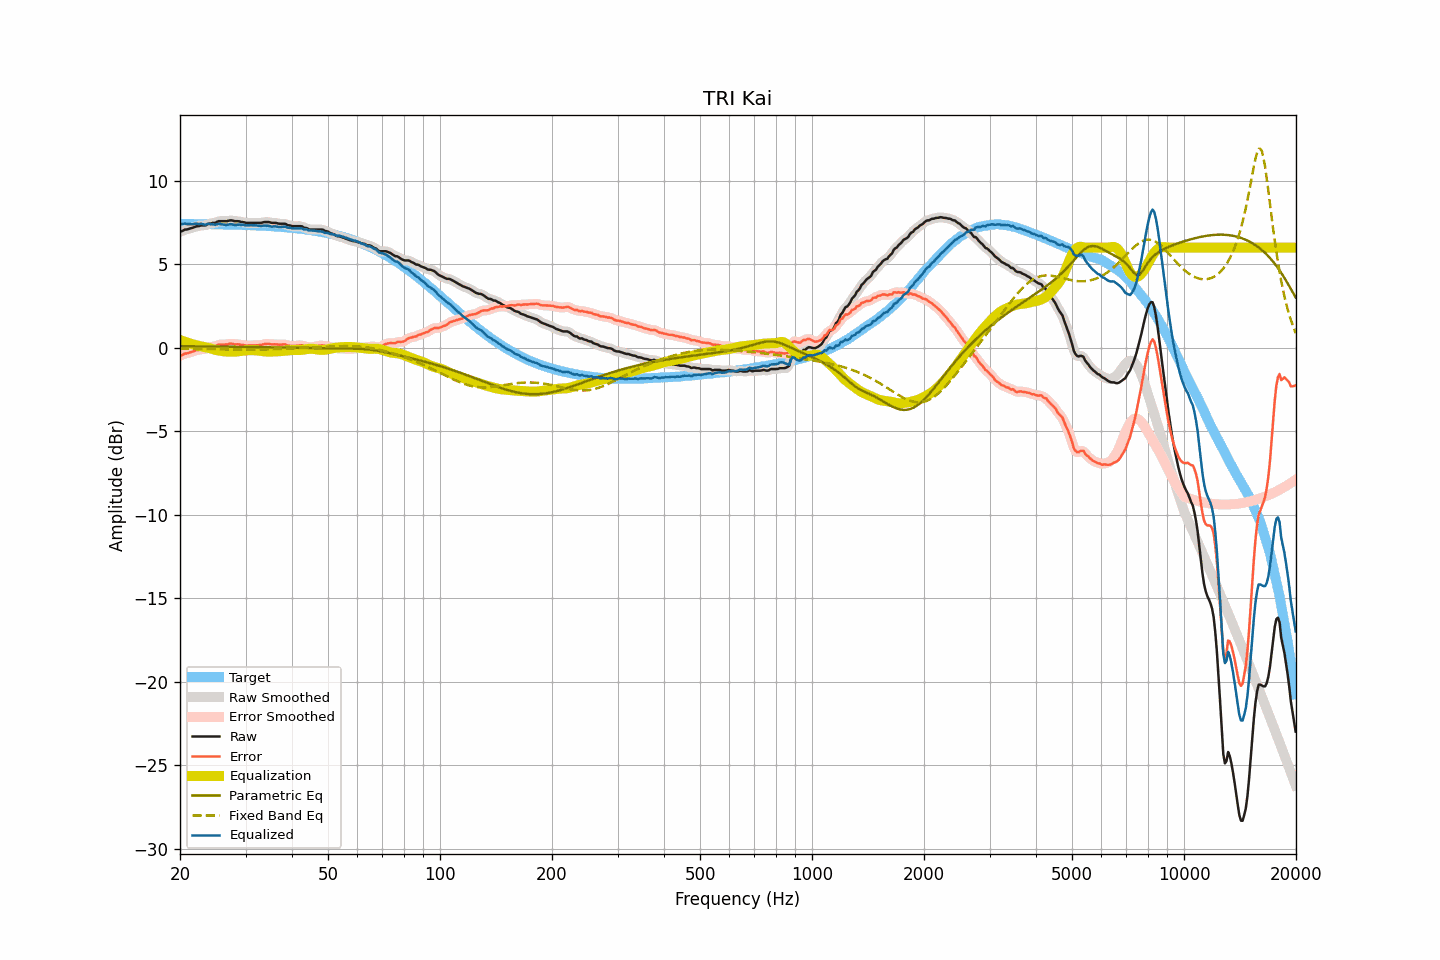 TRI Kai
Amplitude (dBr)
10
5
0
−5
−10
−15
−20
−25
−30
Target
Raw Smoothed
Error Smoothed
Raw
Error
Equalization
Parametric Eq
Fixed Band Eq
Equalized
20 50 100 200 500 1000 2000 5000 10000 20000
Frequency (Hz)